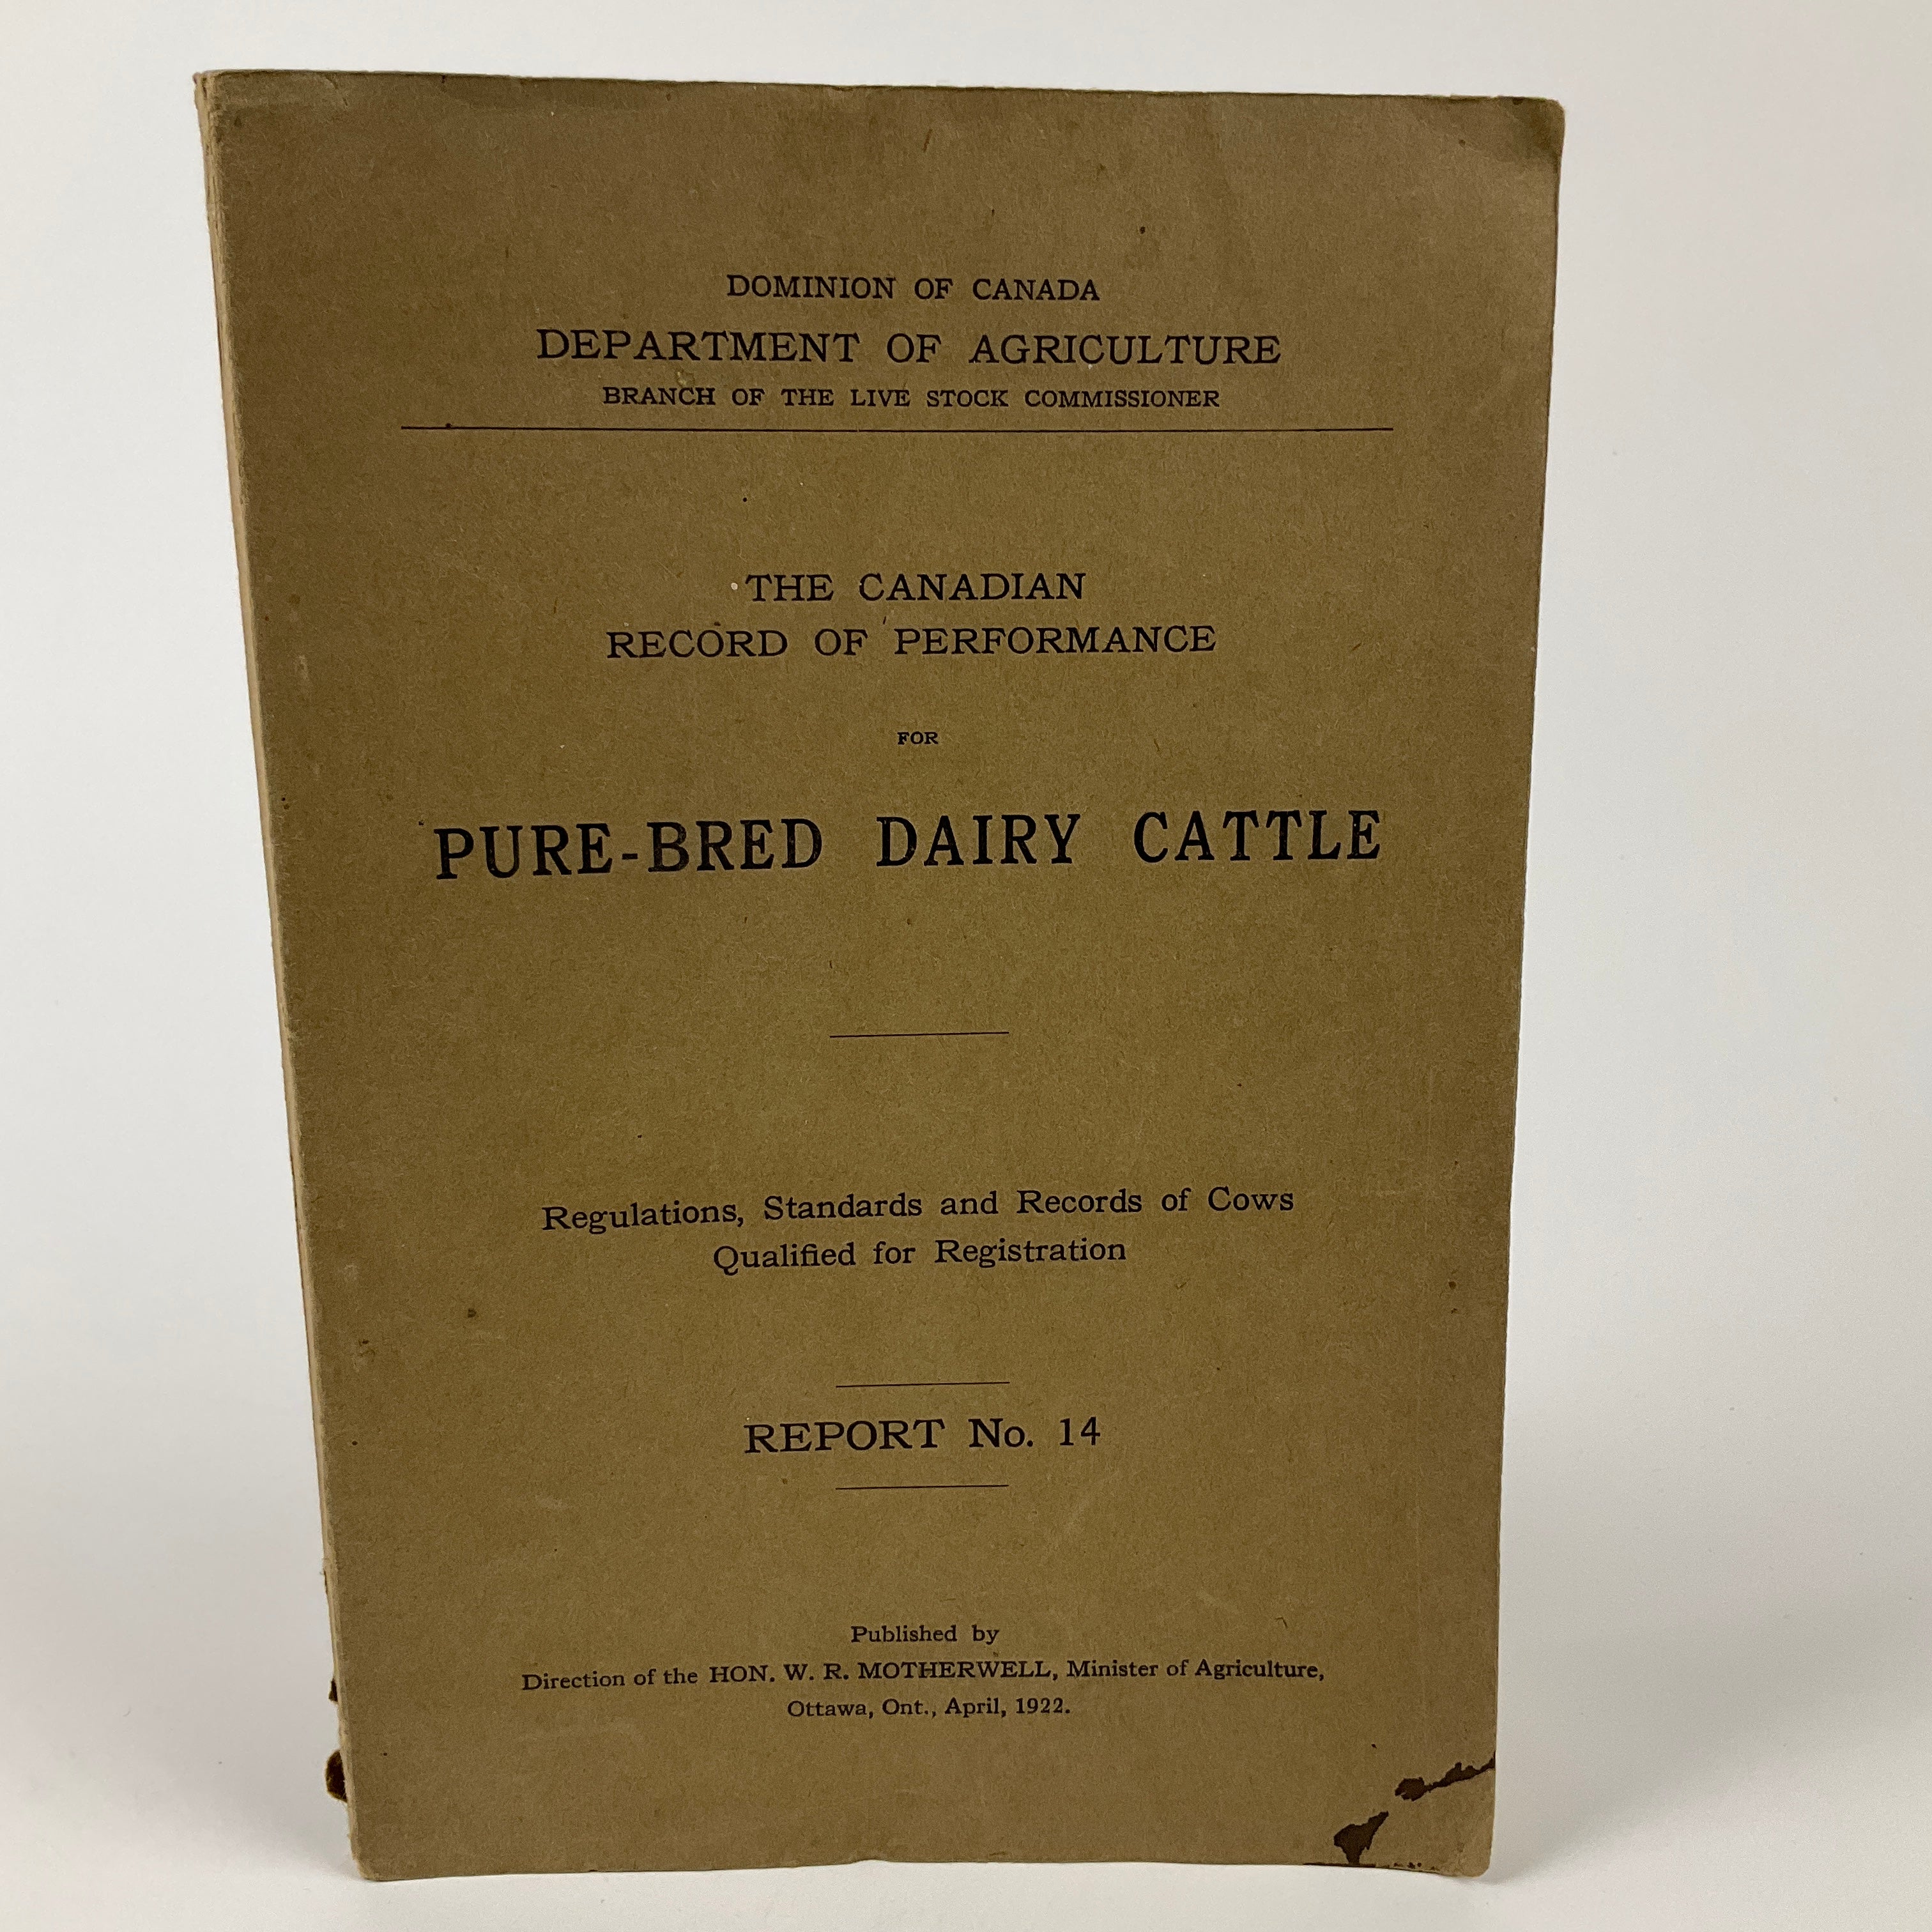 DOMINION OF CANADA
DEPARTMENT OF AGRICULTURE
BRANCH OF THE LIVE STOCK COMMISSIONER
THE CANADIAN
RECORD OF PERFORMANCE
FOR
PURE-BRED DAIRY CATTLE
Regulations, Standards and Records of Cows
Qualified for Registration
REPORT No. 14
Published by
Direction of the HON. W. R. MOTHERWELL, Minister of Agriculture,
Ottawa, Ont., April, 1922.